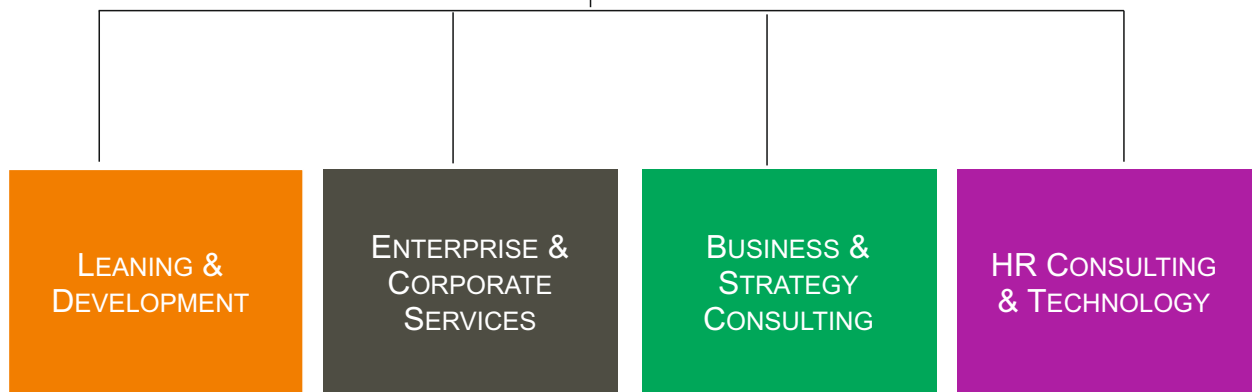 LEANING &
DEVELOPMENT
ENTERPRISE &
CORPORATE
SERVICES
BUSINESS &
STRATEGY
CONSULTING
HR CONSULTING
& TECHNOLOGY